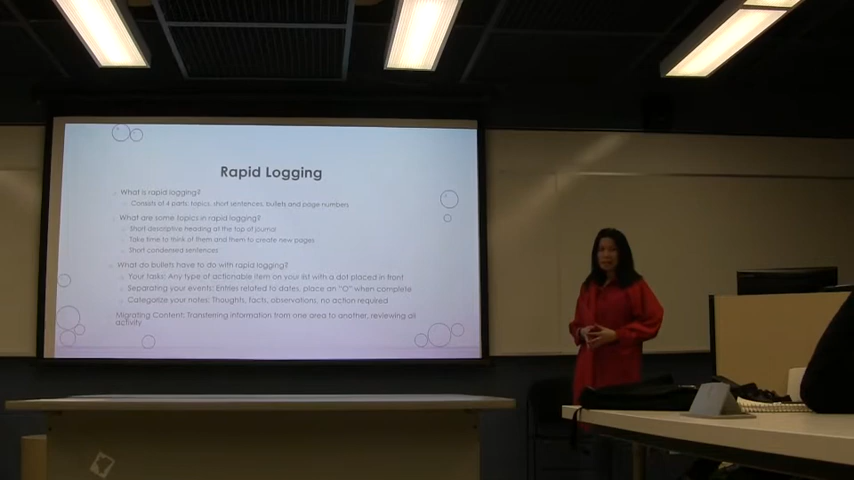 Rapid Logging
What is rapid logging?
Consists of 4 parts, topics, short sentences, bullets and page numbers
What are some topics in rapid logging?
Short descriptive heading at the top of journal
Take time to think of them and them to create new pages
Short condensed sentences
What do bullets have to do with rapid logging?
Your tasks: Any type of actionable item on your list with a dot placed in front
Separating your events: Entries related to dates, place an "O" when complete
Categorize your notes: Thoughts, facts, observations, no action required
Migrating Content: Transferring information from one area to another, reviewing all
activity